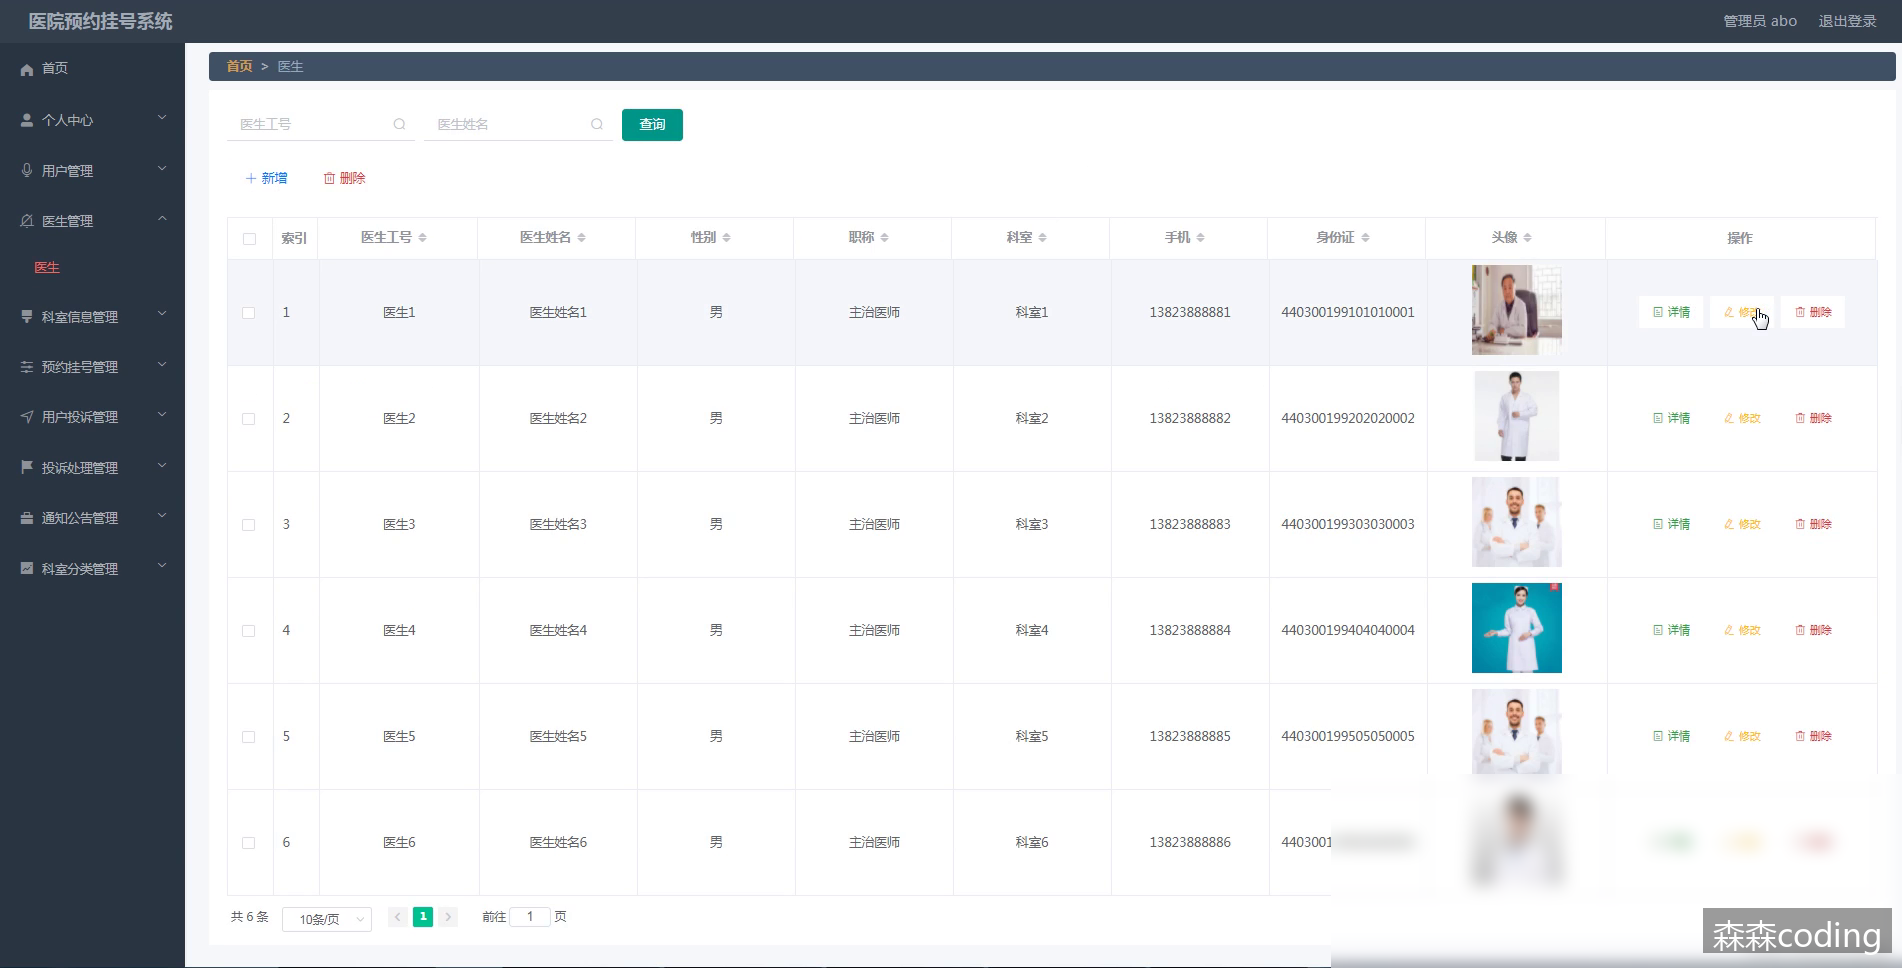 医院预约挂号系统
管理员 abo 退出登录
首页
个人中心
用户管理
医生管理
医生
科室信息管理
预约挂号管理
用户投诉管理
投诉处理管理
通知公告管理
科室分类管理
首页 > 医生
医生工号 医生姓名 查询
新增 删除
索引 医生工号 医生姓名 性别 职称 科室 手机 身份证 头像 操作
1 医生1 医生姓名1 男 主治医师 科室1 13823888881 440300199101010001 详情 修改 删除
2 医生2 医生姓名2 男 主治医师 科室2 13823888882 440300199202020002 详情 修改 删除
3 医生3 医生姓名3 男 主治医师 科室3 13823888883 440300199303030003 详情 修改 删除
4 医生4 医生姓名4 男 主治医师 科室4 13823888884 440300199404040004 详情 修改 删除
5 医生5 医生姓名5 男 主治医师 科室5 13823888885 440300199505050005 详情 修改 删除
6 医生6 医生姓名6 男 主治医师 科室6 13823888886
共 6 条 10条/页 1 前往 1 页
森森coding